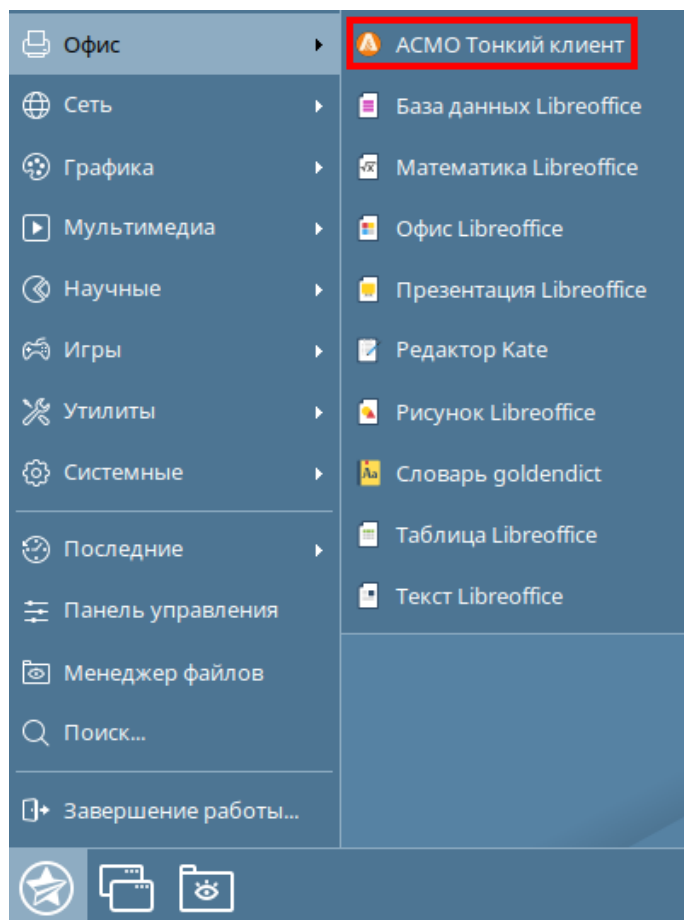 Офис
Сеть
Графика
Мультимедиа
Научные
Игры
Утилиты
Системные
Последние
Панель управления
Менеджер файлов
Поиск...
Завершение работы...
АСМО Тонкий клиент
База данных Libreoffice
Математика Libreoffice
Офис Libreoffice
Презентация Libreoffice
Редактор Kate
Рисунок Libreoffice
Словарь goldendict
Таблица Libreoffice
Текст Libreoffice